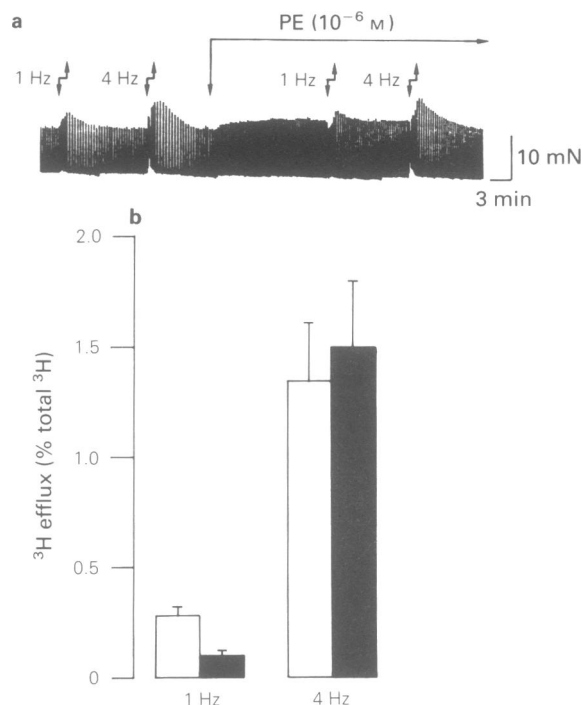 a
PE (10⁻⁶ M)
1 Hz 4 Hz 1 Hz 4 Hz
10 mN
3 min
b
2.0
1.5
1.0
0.5
0
³H efflux (% total ³H)
1 Hz 4 Hz